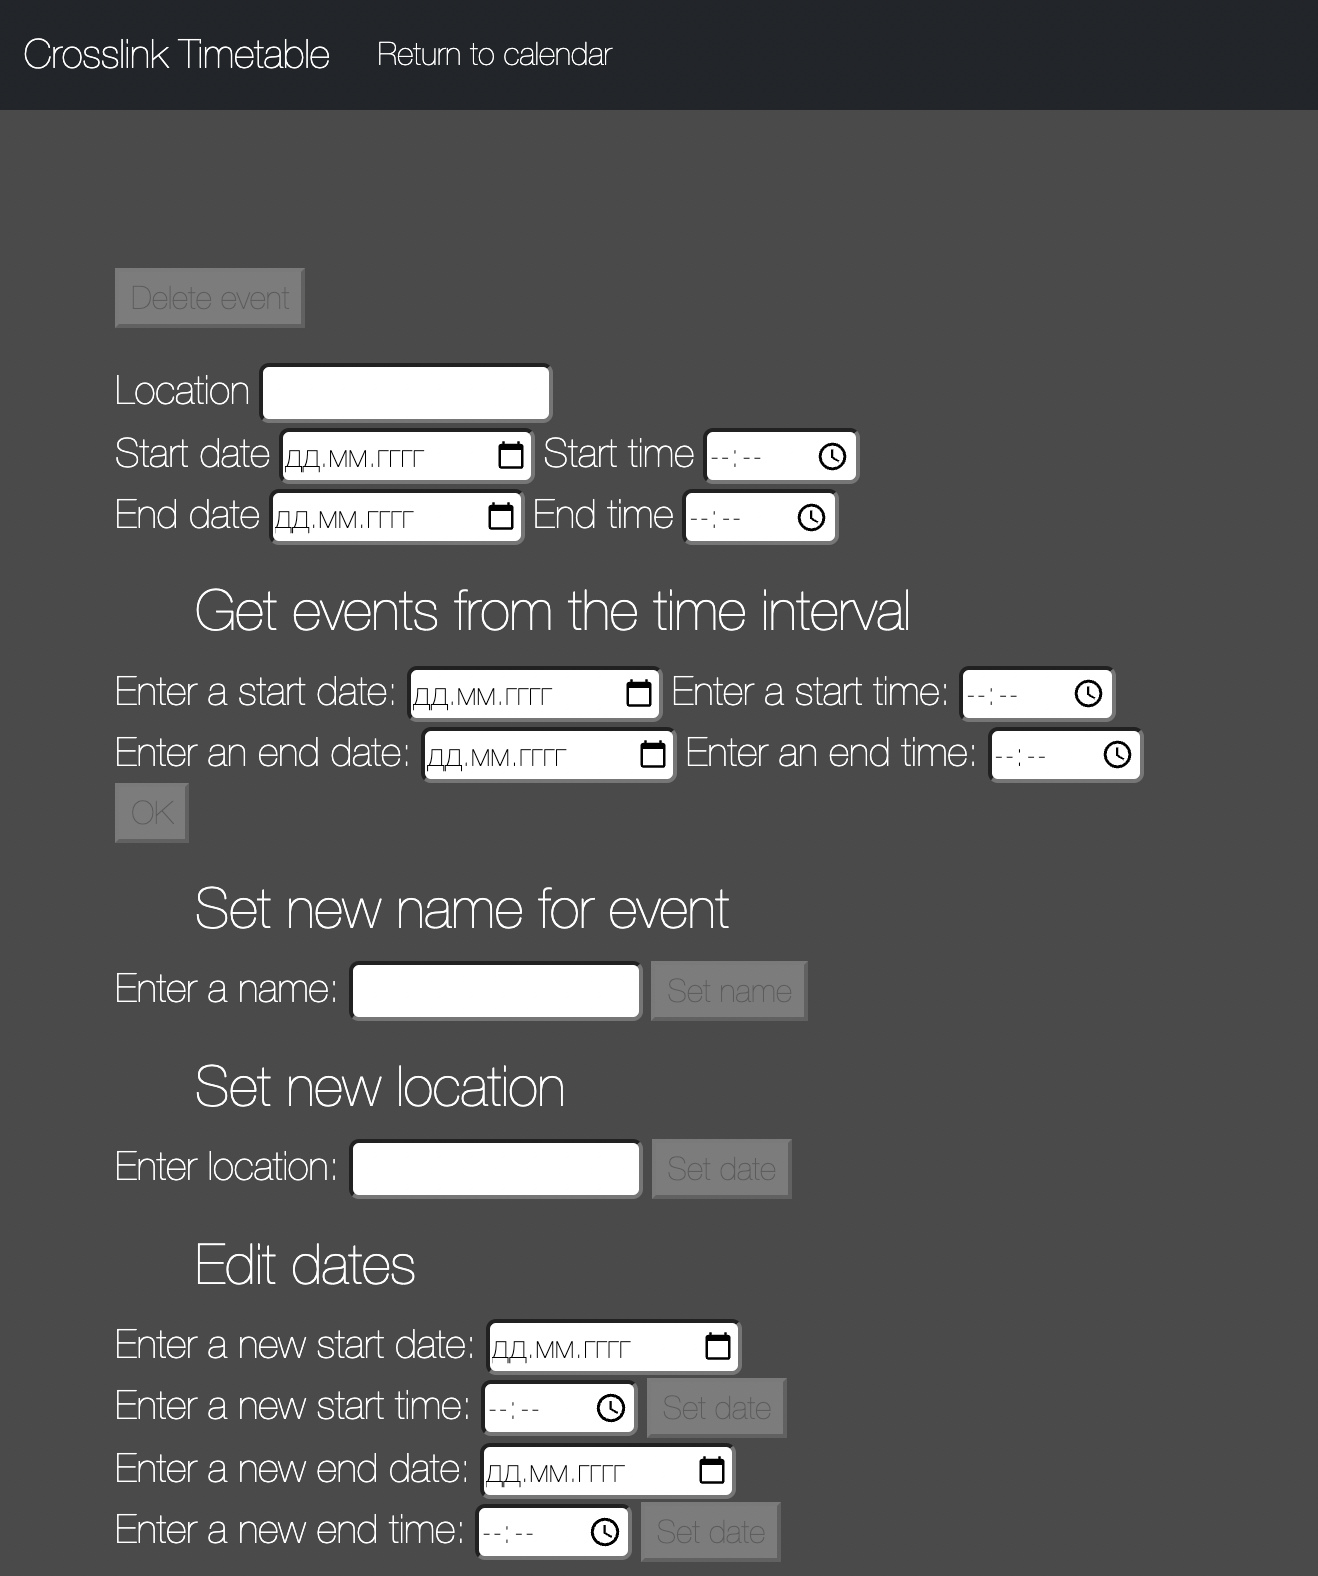 Crosslink Timetable Return to calendar
Delete event
Location
Start date дд.мм.гггг Start time --:--
End date дд.мм.гггг End time --:--
Get events from the time interval
Enter a start date: дд.мм.гггг Enter a start time: --:--
Enter an end date: дд.мм.гггг Enter an end time: --:--
OK
Set new name for event
Enter a name: Set name
Set new location
Enter location: Set date
Edit dates
Enter a new start date: дд.мм.гггг
Enter a new start time: --:-- Set date
Enter a new end date: дд.мм.гггг
Enter a new end time: --:-- Set date